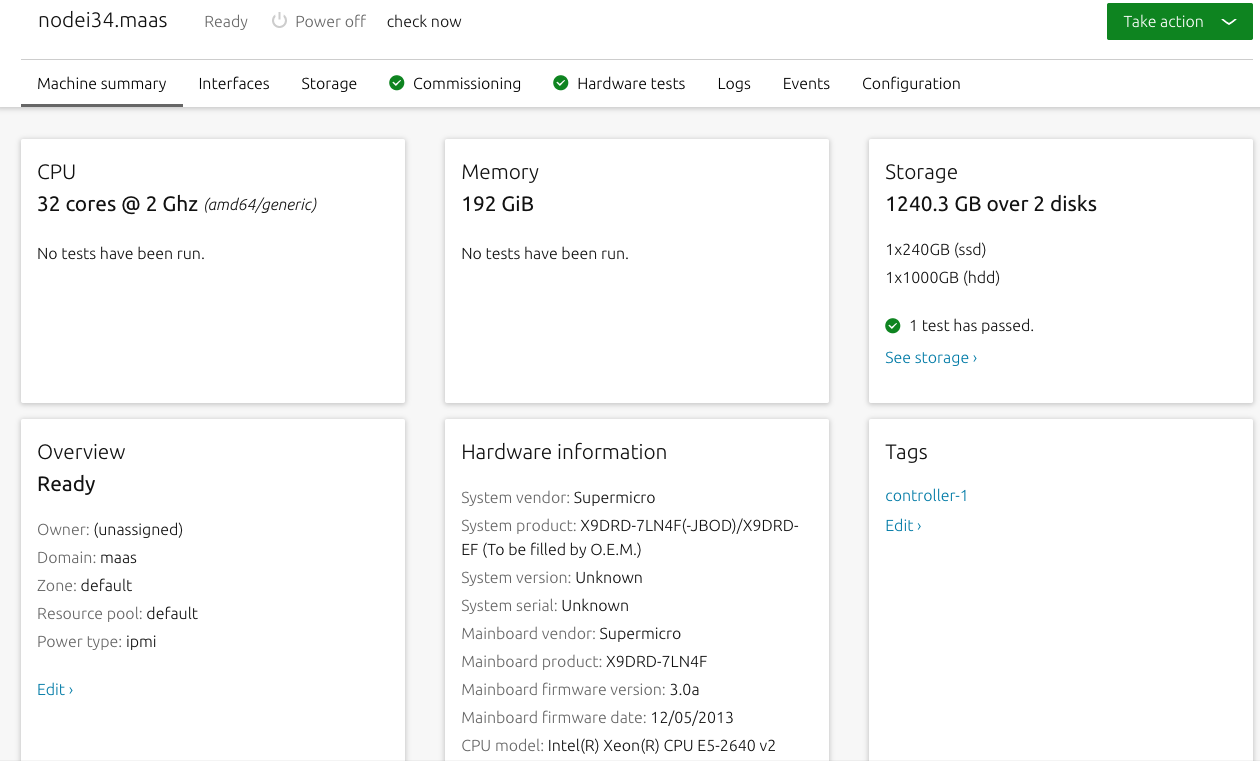 nodei34.maas Ready Power off check now Take action
Machine summary Interfaces Storage Commissioning Hardware tests Logs Events Configuration
CPU
32 cores @ 2 Ghz (amd64/generic)
No tests have been run.
Memory
192 GiB
No tests have been run.
Storage
1240.3 GB over 2 disks
1x240GB (ssd)
1x1000GB (hdd)
1 test has passed.
See storage ›
Overview
Ready
Owner: (unassigned)
Domain: maas
Zone: default
Resource pool: default
Power type: ipmi
Edit ›
Hardware information
System vendor: Supermicro
System product: X9DRD-7LN4F(-JBOD)/X9DRD-
EF (To be filled by O.E.M.)
System version: Unknown
System serial: Unknown
Mainboard vendor: Supermicro
Mainboard product: X9DRD-7LN4F
Mainboard firmware version: 3.0a
Mainboard firmware date: 12/05/2013
CPU model: Intel(R) Xeon(R) CPU E5-2640 v2
Tags
controller-1
Edit ›